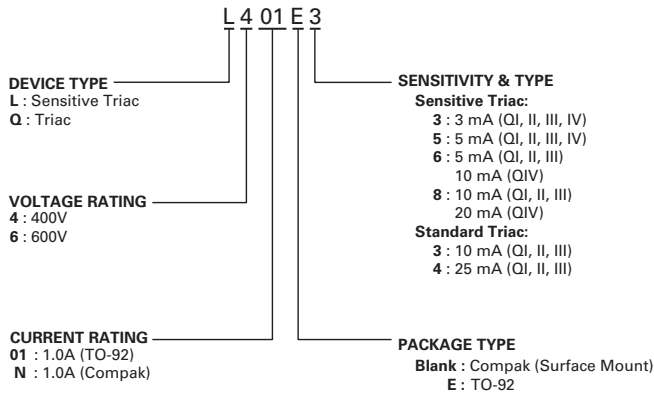 L 4 01 E 3
DEVICE TYPE
L : Sensitive Triac
Q : Triac
VOLTAGE RATING
4 : 400V
6 : 600V
CURRENT RATING
01 : 1.0A (TO-92)
N : 1.0A (Compak)
SENSITIVITY & TYPE
Sensitive Triac:
3 : 3 mA (QI, II, III, IV)
5 : 5 mA (QI, II, III, IV)
6 : 5 mA (QI, II, III)
10 mA (QIV)
8 : 10 mA (QI, II, III)
20 mA (QIV)
Standard Triac:
3 : 10 mA (QI, II, III)
4 : 25 mA (QI, II, III)
PACKAGE TYPE
Blank : Compak (Surface Mount)
E : TO-92